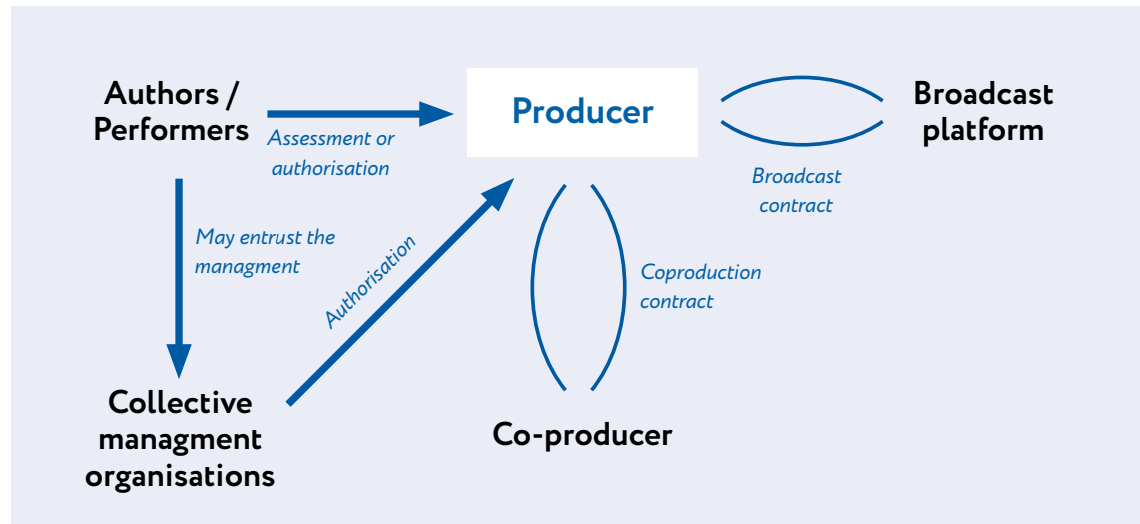 Authors /
Performers
Assessment or
authorisation
Producer
Broadcast
platform
Broadcast
contract
May entrust the
managment
Authorisation
Coproduction
contract
Collective
managment
organisations
Co-producer